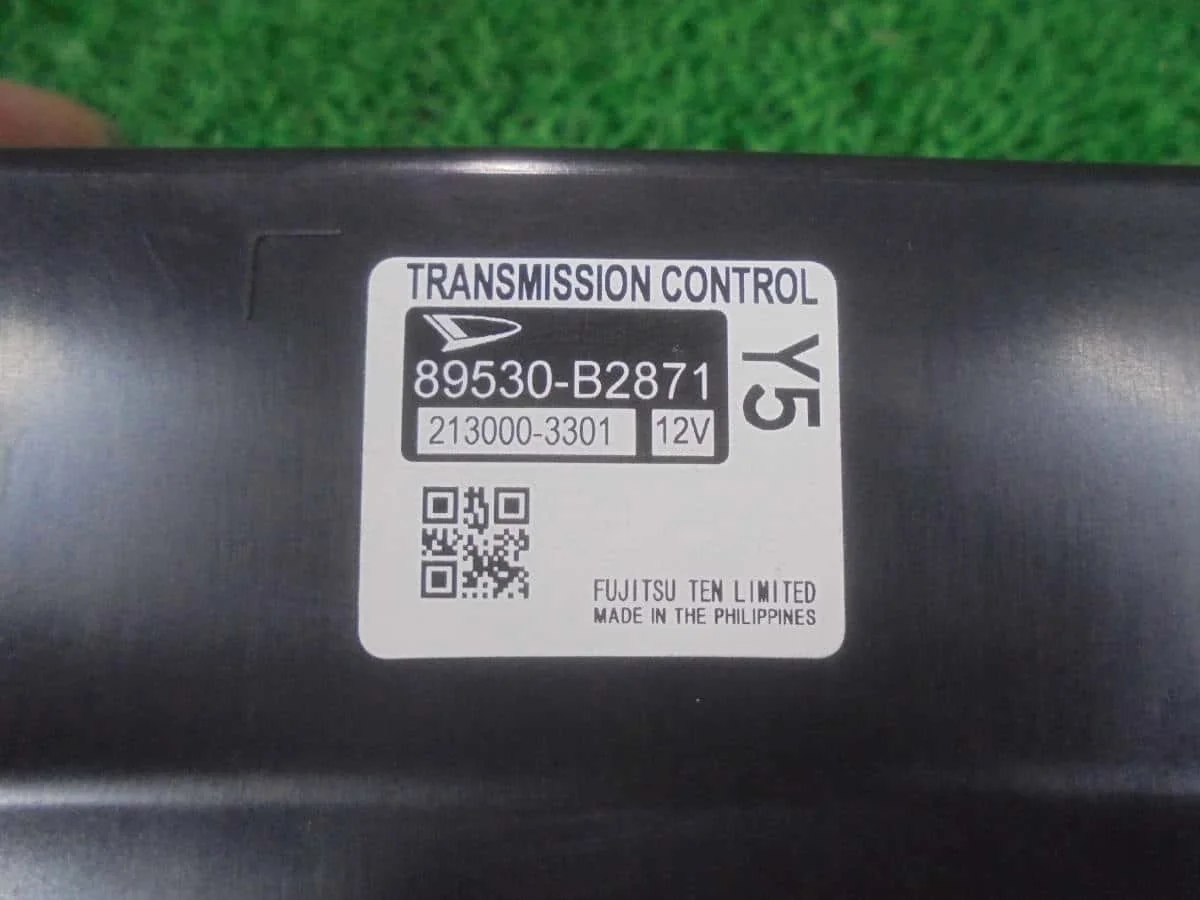 TRANSMISSION CONTROL
89530-B2871
213000-3301 12V
Y5
FUJITSU TEN LIMITED
MADE IN THE PHILIPPINES